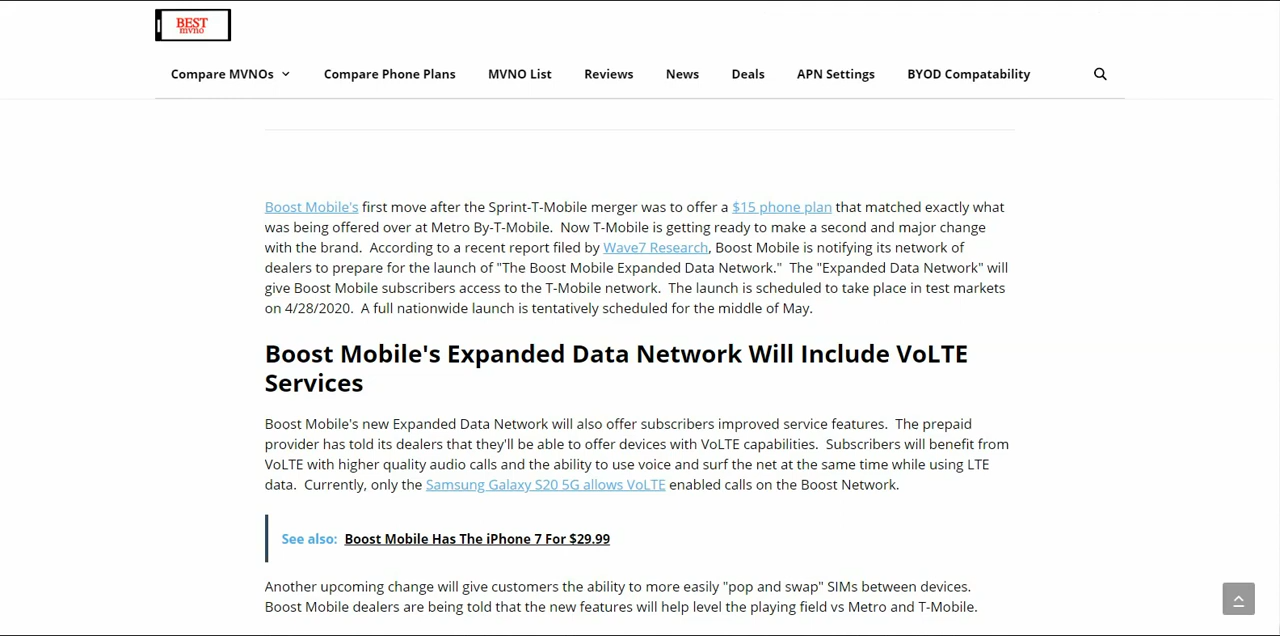 BEST
mvno
Compare MVNOs
Compare Phone Plans
MVNO List
Reviews
News
Deals
APN Settings
BYOD Compatability
Boost Mobile's first move after the Sprint-T-Mobile merger was to offer a $15 phone plan that matched exactly what
was being offered over at Metro By-T-Mobile.  Now T-Mobile is getting ready to make a second and major change
with the brand.  According to a recent report filed by Wave7 Research, Boost Mobile is notifying its network of
dealers to prepare for the launch of "The Boost Mobile Expanded Data Network."  The "Expanded Data Network" will
give Boost Mobile subscribers access to the T-Mobile network.  The launch is scheduled to take place in test markets
on 4/28/2020.  A full nationwide launch is tentatively scheduled for the middle of May.
Boost Mobile's Expanded Data Network Will Include VoLTE
Services
Boost Mobile's new Expanded Data Network will also offer subscribers improved service features.  The prepaid
provider has told its dealers that they'll be able to offer devices with VoLTE capabilities.  Subscribers will benefit from
VoLTE with higher quality audio calls and the ability to use voice and surf the net at the same time while using LTE
data.  Currently, only the Samsung Galaxy S20 5G allows VoLTE enabled calls on the Boost Network.
See also:  Boost Mobile Has The iPhone 7 For $29.99
Another upcoming change will give customers the ability to more easily "pop and swap" SIMs between devices.
Boost Mobile dealers are being told that the new features will help level the playing field vs Metro and T-Mobile.